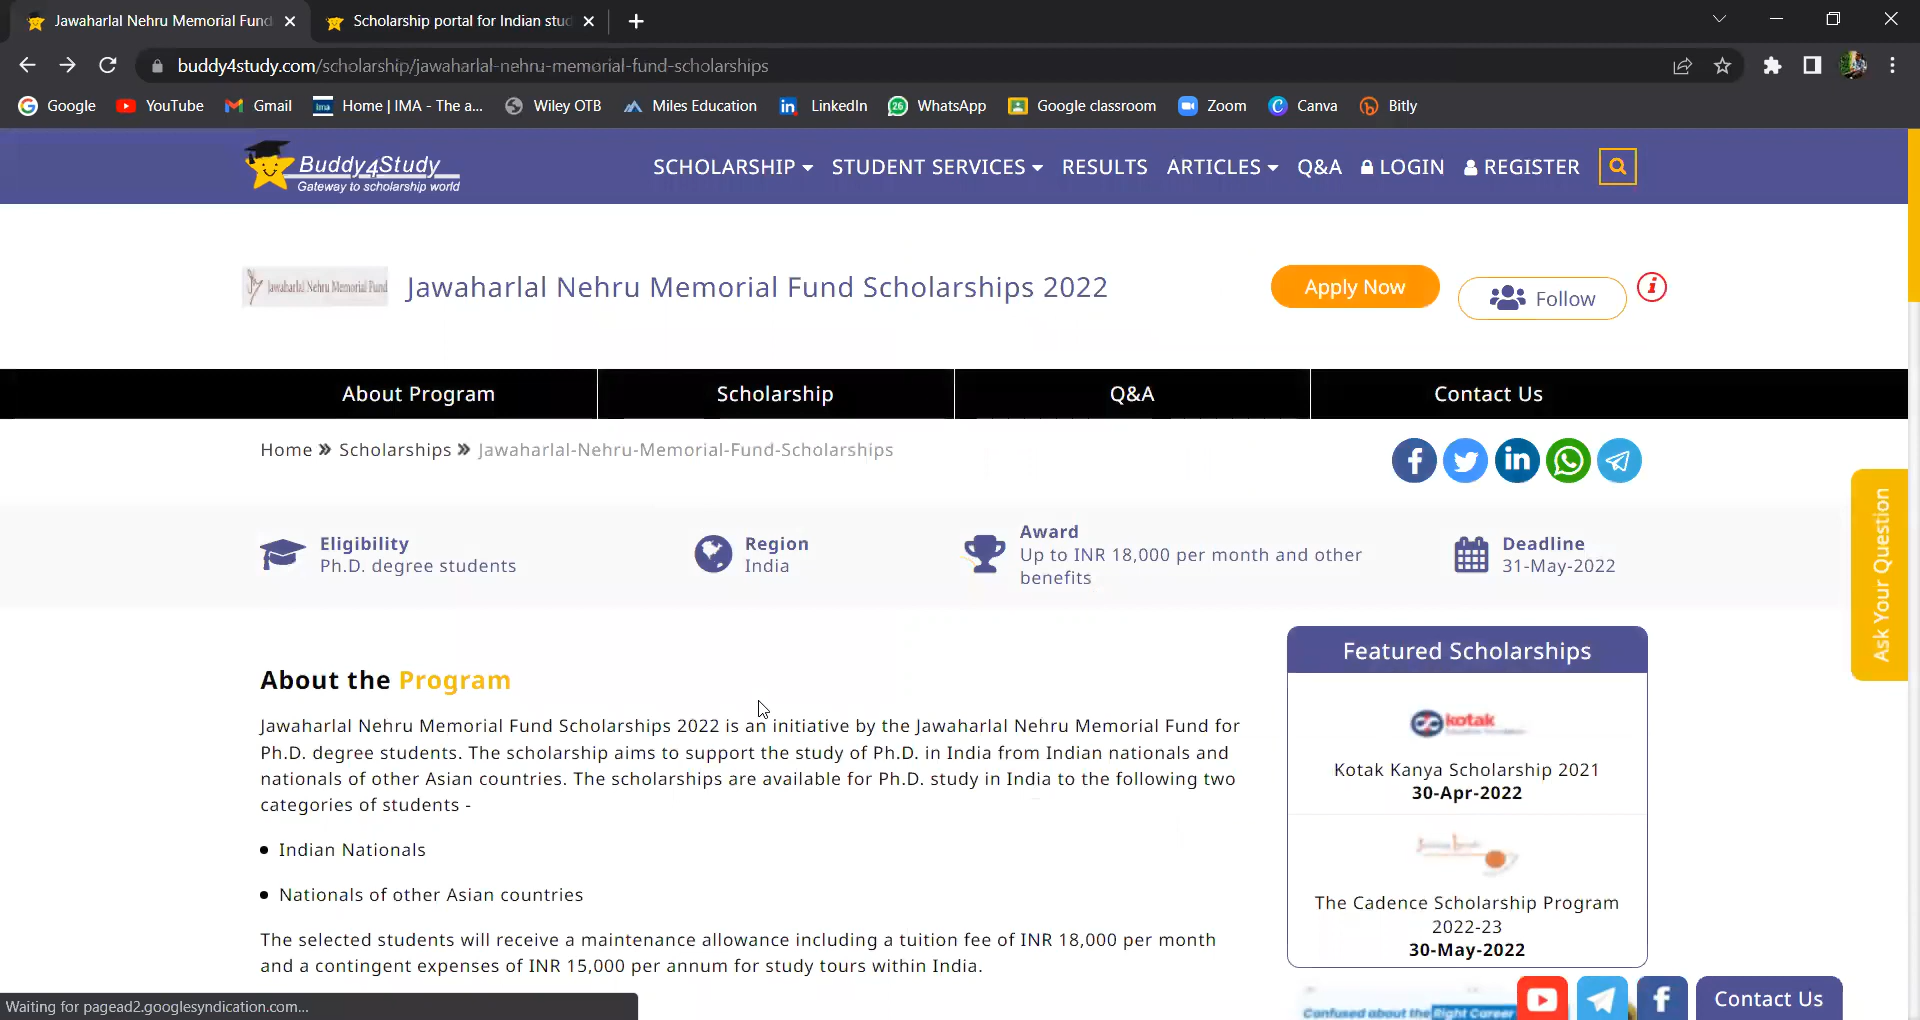 Jawaharlal Nehru Memorial Fund
Scholarship portal for Indian stud
buddy4study.com/scholarship/jawaharlal-nehru-memorial-fund-scholarships
Google YouTube Gmail Home | IMA - The a... Wiley OTB Miles Education LinkedIn WhatsApp Google classroom Zoom Canva Bitly
Buddy4Study
Gateway to scholarship world
SCHOLARSHIP STUDENT SERVICES RESULTS ARTICLES Q&A LOGIN REGISTER
Jawaharlal Nehru Memorial Fund
Jawaharlal Nehru Memorial Fund Scholarships 2022
Apply Now
Follow
About Program Scholarship Q&A Contact Us
Home » Scholarships » Jawaharlal-Nehru-Memorial-Fund-Scholarships
Eligibility
Ph.D. degree students
Region
India
Award
Up to INR 18,000 per month and other
benefits
Deadline
31-May-2022
Ask Your Question
About the Program
Jawaharlal Nehru Memorial Fund Scholarships 2022 is an initiative by the Jawaharlal Nehru Memorial Fund for
Ph.D. degree students. The scholarship aims to support the study of Ph.D. in India from Indian nationals and
nationals of other Asian countries. The scholarships are available for Ph.D. study in India to the following two
categories of students -
• Indian Nationals
• Nationals of other Asian countries
The selected students will receive a maintenance allowance including a tuition fee of INR 18,000 per month
and a contingent expenses of INR 15,000 per annum for study tours within India.
Featured Scholarships
kotak
Kotak Kanya Scholarship 2021
30-Apr-2022
The Cadence Scholarship Program
2022-23
30-May-2022
Confused about the Right Career
Contact Us
Waiting for pagead2.googlesyndication.com...